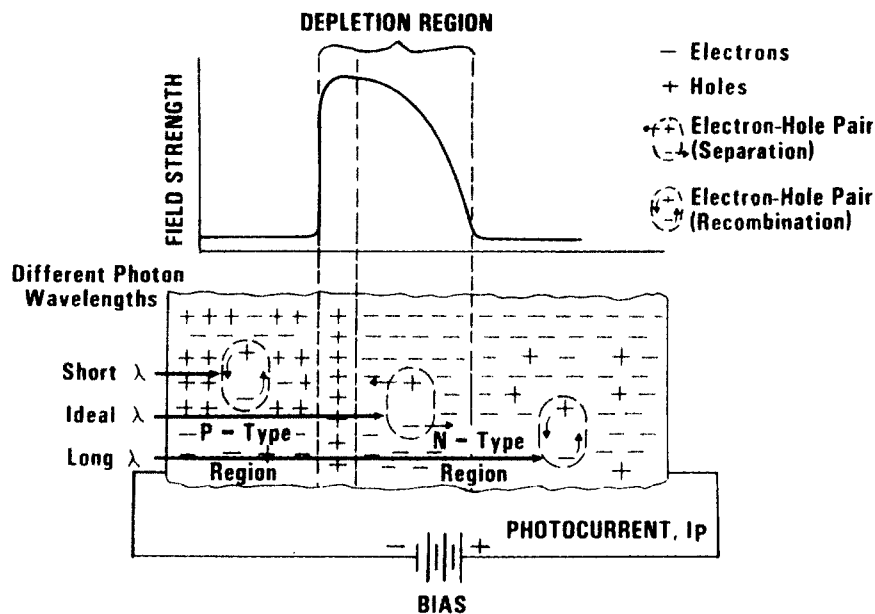 DEPLETION REGION
FIELD STRENGTH
— Electrons
+ Holes
Electron-Hole Pair
(Separation)
Electron-Hole Pair
(Recombination)
Different Photon
Wavelengths
Short λ
Ideal λ
Long λ
P – Type
Region
N – Type
Region
PHOTOCURRENT, IP
− +
BIAS